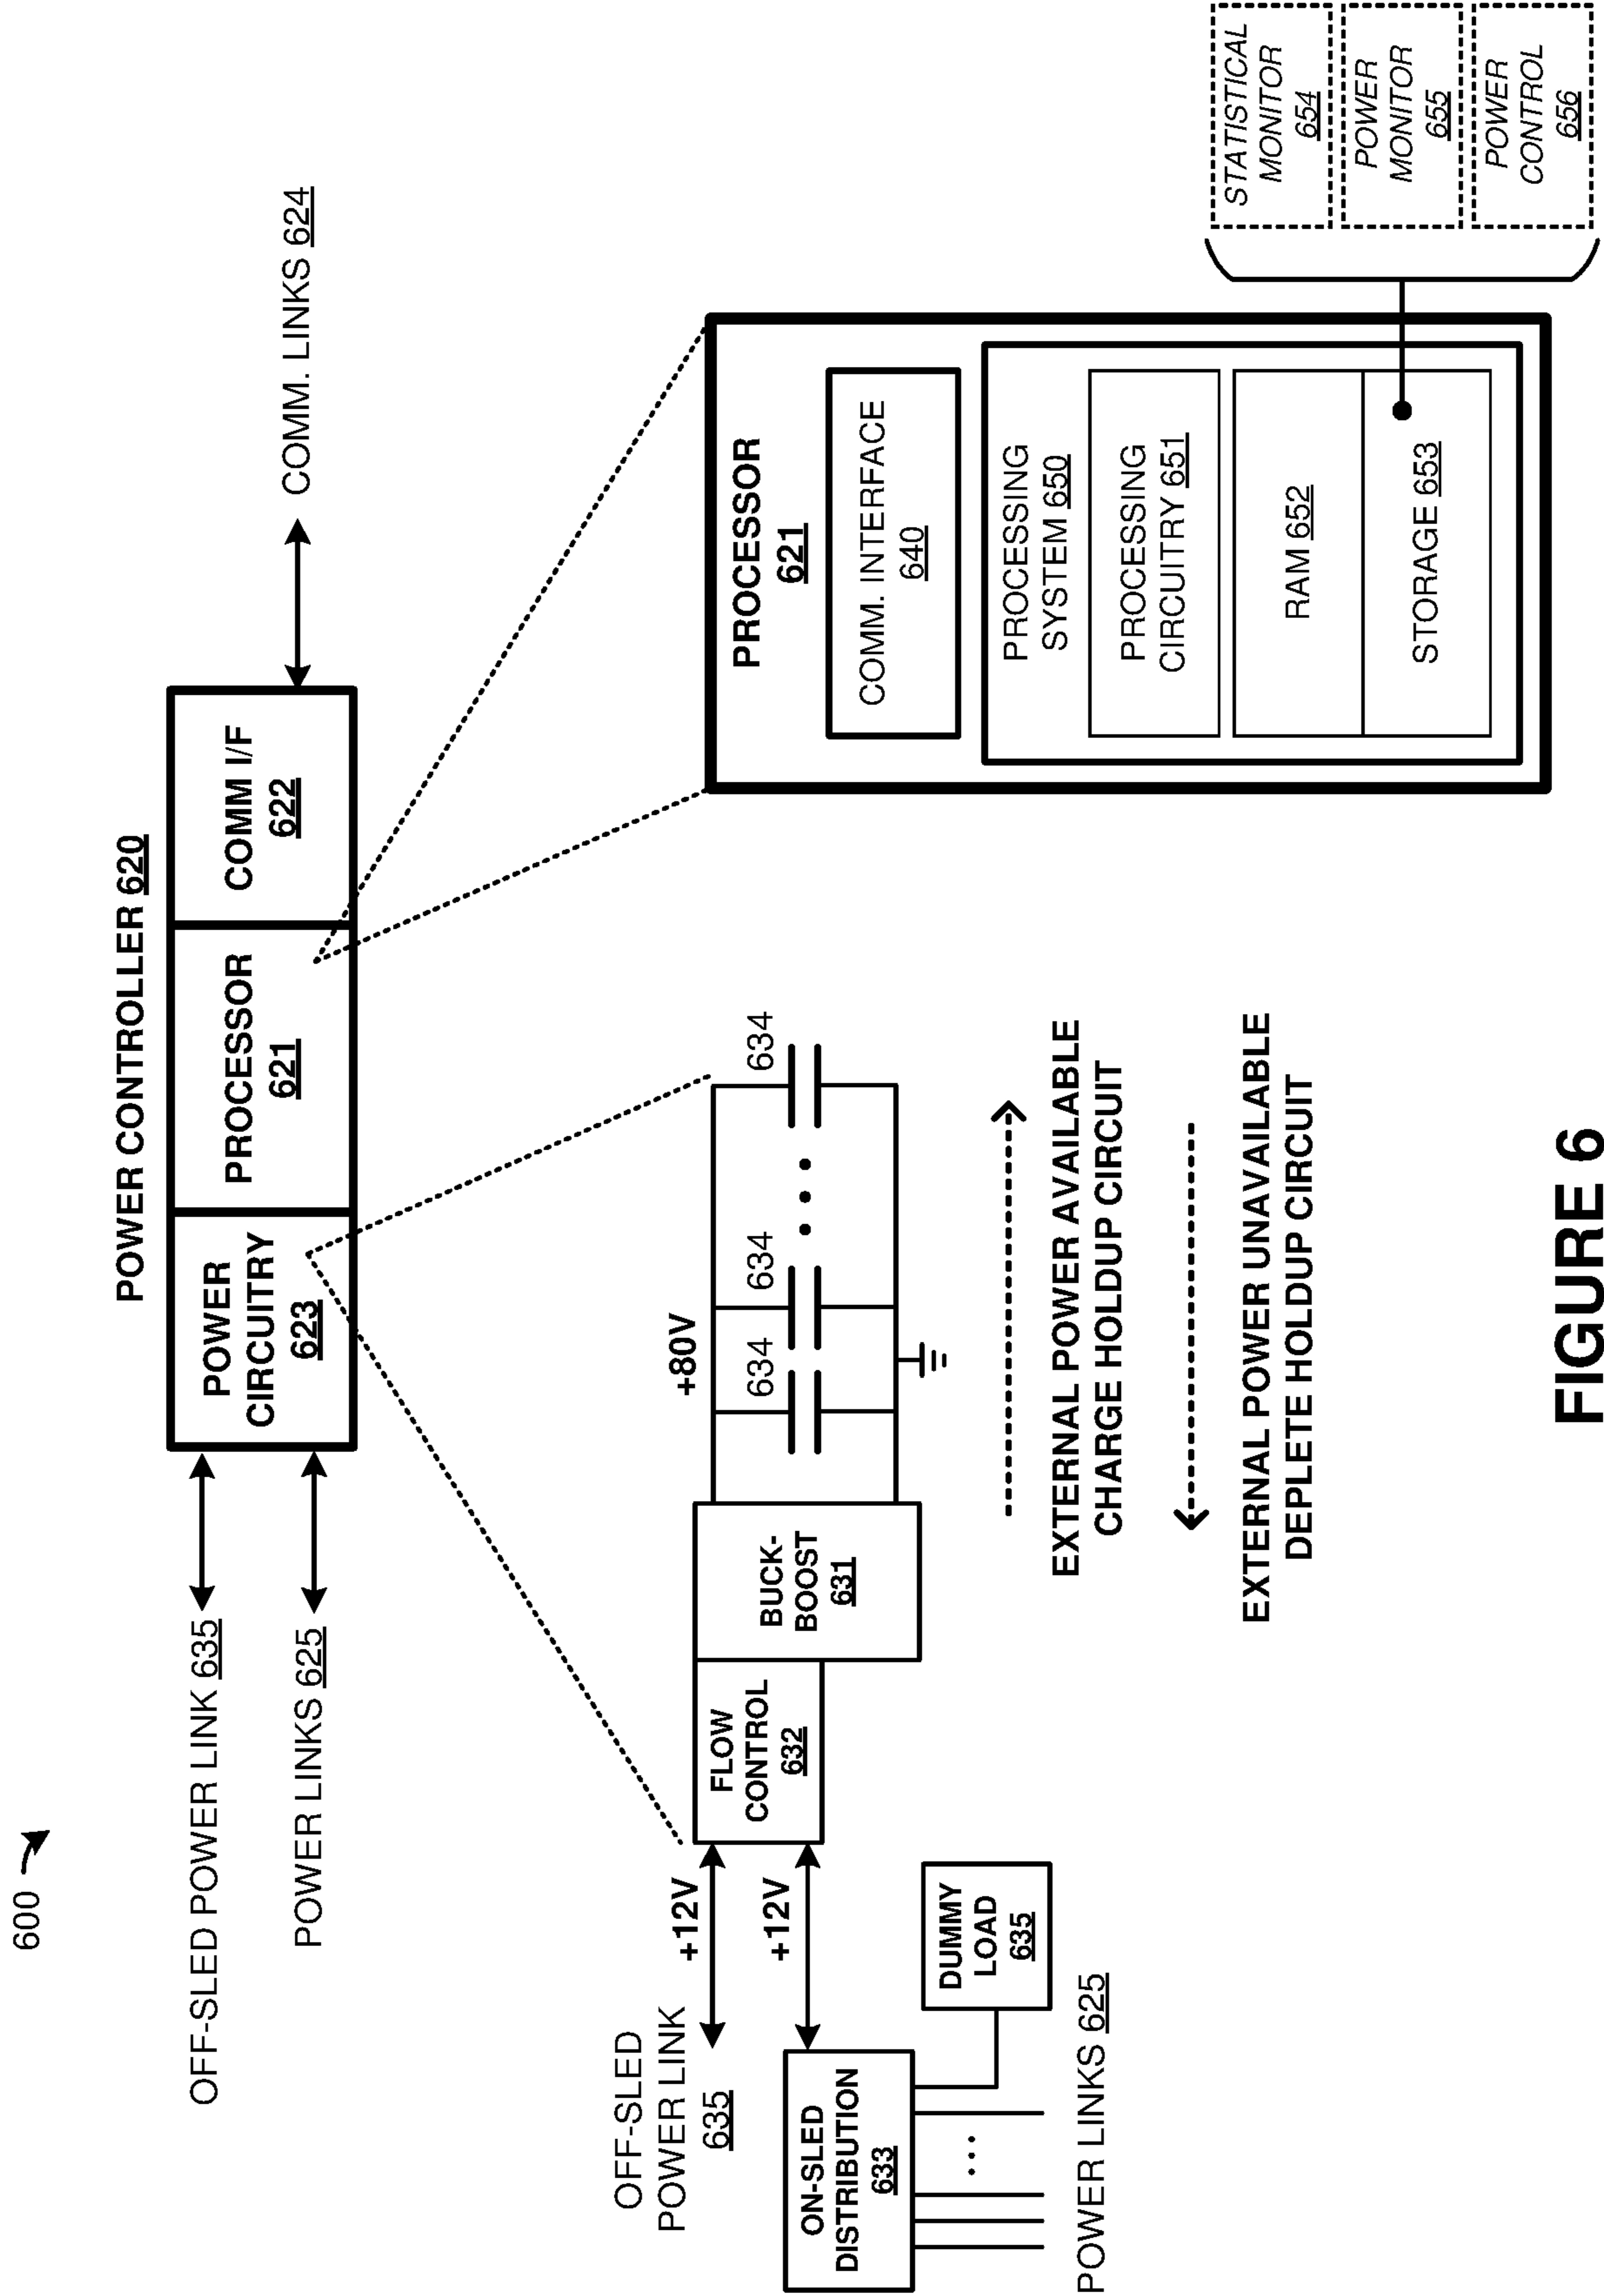 600
POWER CONTROLLER 620
OFF-SLED POWER LINK 635
POWER LINKS 625
POWER
CIRCUITRY
623
PROCESSOR
621
COMM I/F
622
COMM. LINKS 624
OFF-SLED
POWER LINK
635
+12V
+12V
FLOW
CONTROL
632
BUCK-
BOOST
631
+80V
634
634
634
ON-SLED
DISTRIBUTION
633
DUMMY
LOAD
635
POWER LINKS 625
EXTERNAL POWER AVAILABLE
CHARGE HOLDUP CIRCUIT
EXTERNAL POWER UNAVAILABLE
DEPLETE HOLDUP CIRCUIT
PROCESSOR
621
COMM. INTERFACE
640
PROCESSING
SYSTEM 650
PROCESSING
CIRCUITRY 651
RAM 652
STORAGE 653
STATISTICAL
MONITOR
654
POWER
MONITOR
655
POWER
CONTROL
656
FIGURE 6